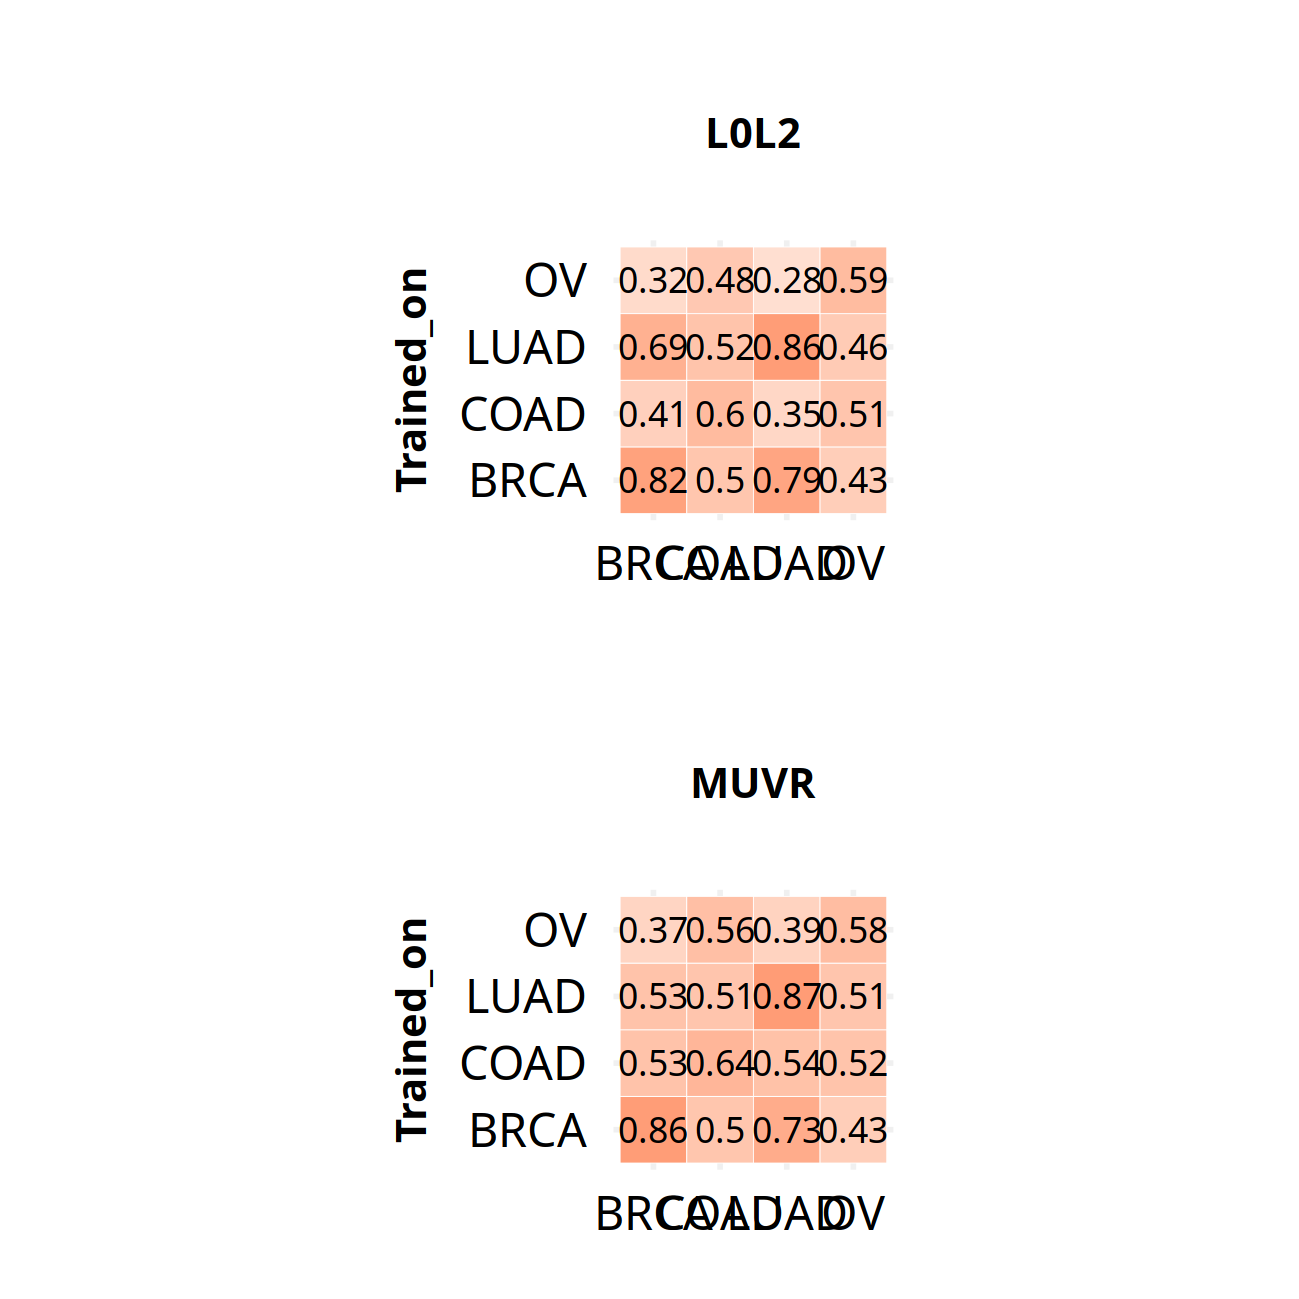 L0L2
Trained_on
OV 0.32 0.48 0.28 0.59
LUAD 0.69 0.52 0.86 0.46
COAD 0.41 0.6 0.35 0.51
BRCA 0.82 0.5 0.79 0.43
BRCA COAD LUAD OV
MUVR
Trained_on
OV 0.37 0.56 0.39 0.58
LUAD 0.53 0.51 0.87 0.51
COAD 0.53 0.64 0.54 0.52
BRCA 0.86 0.5 0.73 0.43
BRCA COAD LUAD OV